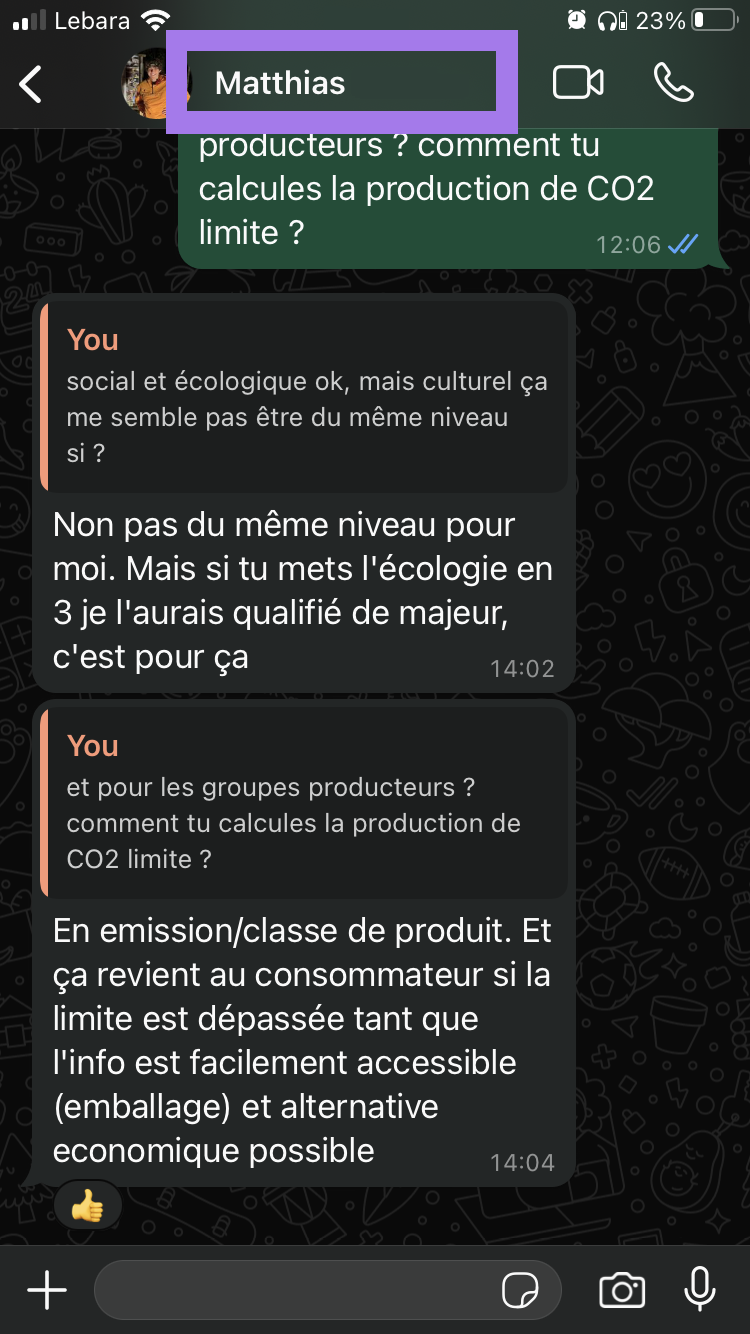 Lebara
23%
Matthias
producteurs ? comment tu
calcules la production de CO2
limite ?
12:06
You
social et écologique ok, mais culturel ça
me semble pas être du même niveau
si ?
Non pas du même niveau pour
moi. Mais si tu mets l'écologie en
3 je l'aurais qualifié de majeur,
c'est pour ça
14:02
You
et pour les groupes producteurs ?
comment tu calcules la production de
CO2 limite ?
En emission/classe de produit. Et
ça revient au consommateur si la
limite est dépassée tant que
l'info est facilement accessible
(emballage) et alternative
economique possible
14:04